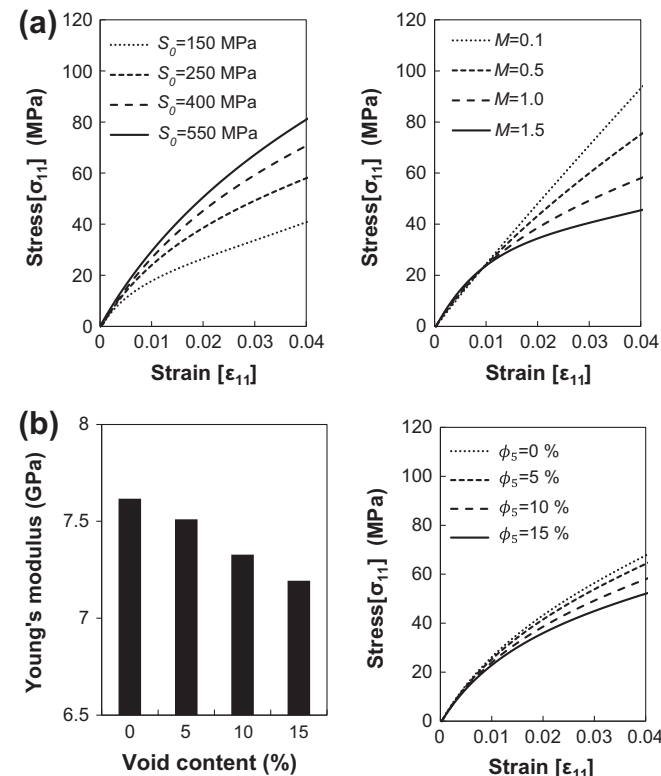 (a)
Stress[σ₁₁] (MPa)
120
100
80
60
40
20
0
S₀=150 MPa
S₀=250 MPa
S₀=400 MPa
S₀=550 MPa
0 0.01 0.02 0.03 0.04
Strain [ε₁₁]
Stress[σ₁₁] (MPa)
120
100
80
60
40
20
0
M=0.1
M=0.5
M=1.0
M=1.5
0 0.01 0.02 0.03 0.04
Strain [ε₁₁]
(b)
Young's modulus (GPa)
8
7.5
7
6.5
0 5 10 15
Void content (%)
Stress[σ₁₁] (MPa)
120
100
80
60
40
20
0
ϕ₅=0 %
ϕ₅=5 %
ϕ₅=10 %
ϕ₅=15 %
0 0.01 0.02 0.03 0.04
Strain [ε₁₁]